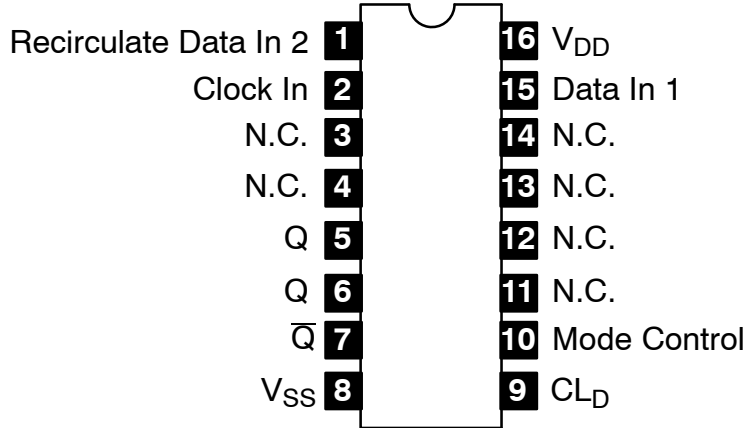 Recirculate Data In 2 1 16 VDD
Clock In 2 15 Data In 1
N.C. 3 14 N.C.
N.C. 4 13 N.C.
Q 5 12 N.C.
Q 6 11 N.C.
Q̅ 7 10 Mode Control
VSS 8 9 CLD